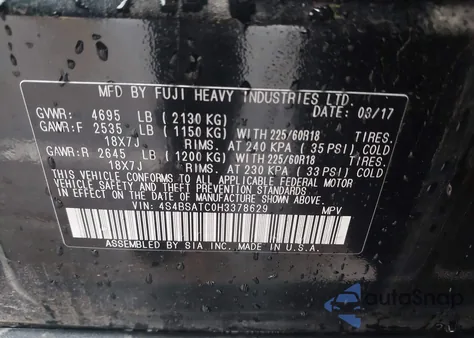 MFD BY FUJI HEAVY INDUSTRIES LTD.
GVWR: 4695 LB (2130 KG) DATE: 03/17
GAWR:F 2535 LB (1150 KG) WITH 225/60R18 TIRES.
18X7J RIMS. AT 240 KPA (35 PSI) COLD
GAWR:R 2645 LB (1200 KG) WITH 225/60R18 TIRES.
18X7J RIMS. AT 230 KPA (33 PSI) COLD
THIS VEHICLE CONFORMS TO ALL APPLICABLE FEDERAL MOTOR
VEHICLE SAFETY BUMPER, AND THEFT PREVENTION STANDARDS
IN EFFECT ON THE DATE OF MANUFACTURE SHOWN ABOVE.
VIN: 4S4BSATC0H3378629 MPV
ASSEMBLED BY SIA INC., MADE IN U.S.A.
autoSnap